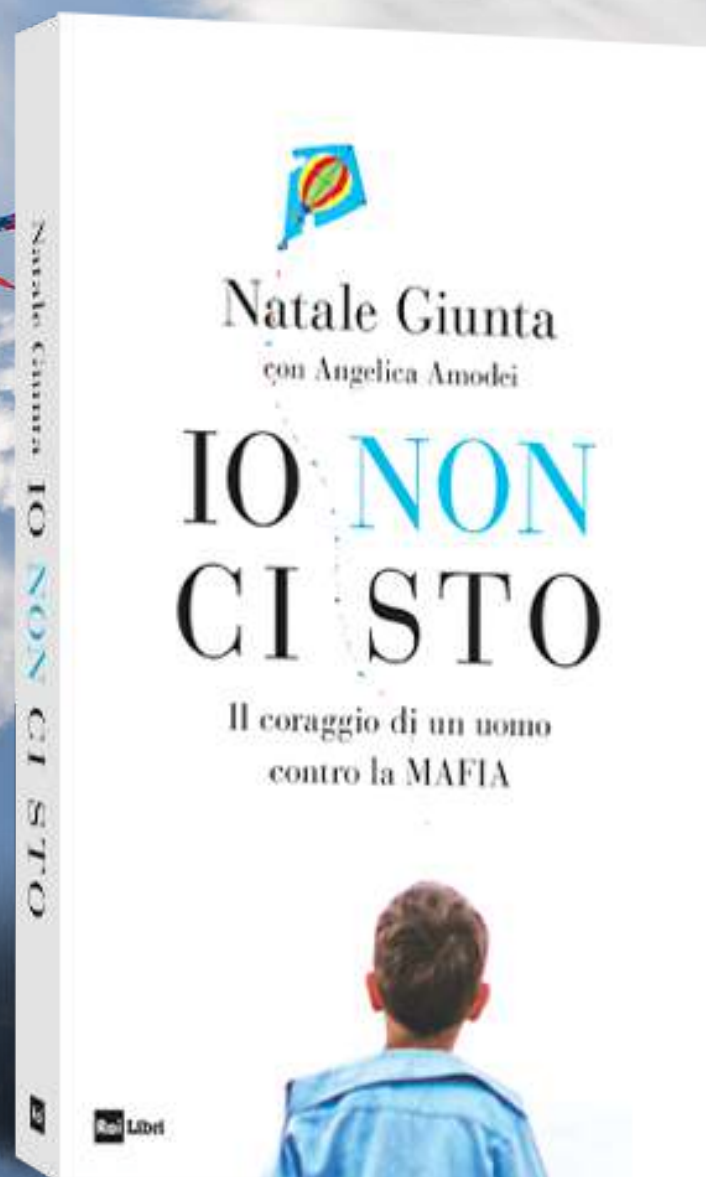 Natale Giunta IO NON CI STO
Natale Giunta
con Angelica Amodei
IO NON
CI STO
Il coraggio di un uomo
contro la MAFIA
Rai Libri